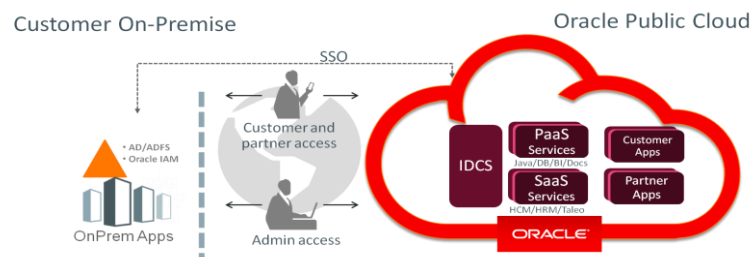 Customer On-Premise
Oracle Public Cloud
SSO
• AD/ADFS
• Oracle IAM
OnPrem Apps
Customer and
partner access
Admin access
IDCS
PaaS
Services
Java/DB/BI/Docs
SaaS
Services
HCM/HRM/Taleo
Customer
Apps
Partner
Apps
ORACLE